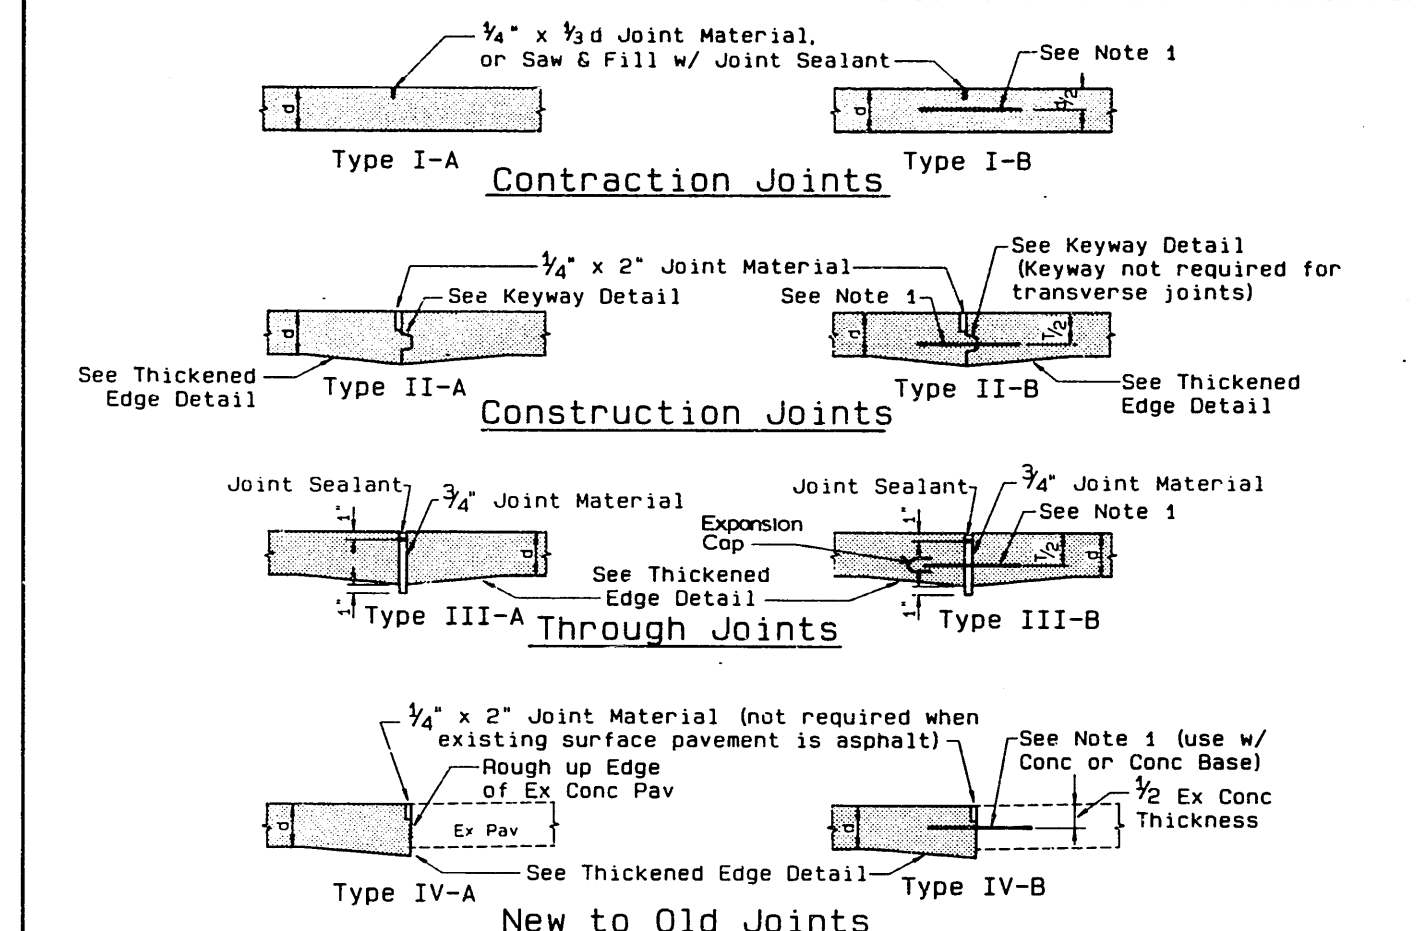 ¼" x ⅓d Joint Material,
or Saw & Fill w/ Joint Sealant
See Note 1
d
d
d/2
Type I-A
Type I-B
Contraction Joints
¼" x 2" Joint Material
See Keyway Detail
See Note 1
See Keyway Detail
(Keyway not required for
transverse joints)
d
d
T/2
See Thickened
Edge Detail
Type II-A
Type II-B
See Thickened
Edge Detail
Construction Joints
Joint Sealant
¾" Joint Material
1"
d
1"
Joint Sealant
¾" Joint Material
See Note 1
1"
Expansion
Cap
d
T/2
d
1"
See Thickened
Edge Detail
Type III-A
Type III-B
Through Joints
¼" x 2" Joint Material (not required when
existing surface pavement is asphalt)
Rough up Edge
of Ex Conc Pav
See Note 1 (use w/
Conc or Conc Base)
½ Ex Conc
Thickness
d
Ex Pav
d
See Thickened Edge Detail
Type IV-A
Type IV-B
New to Old Joints